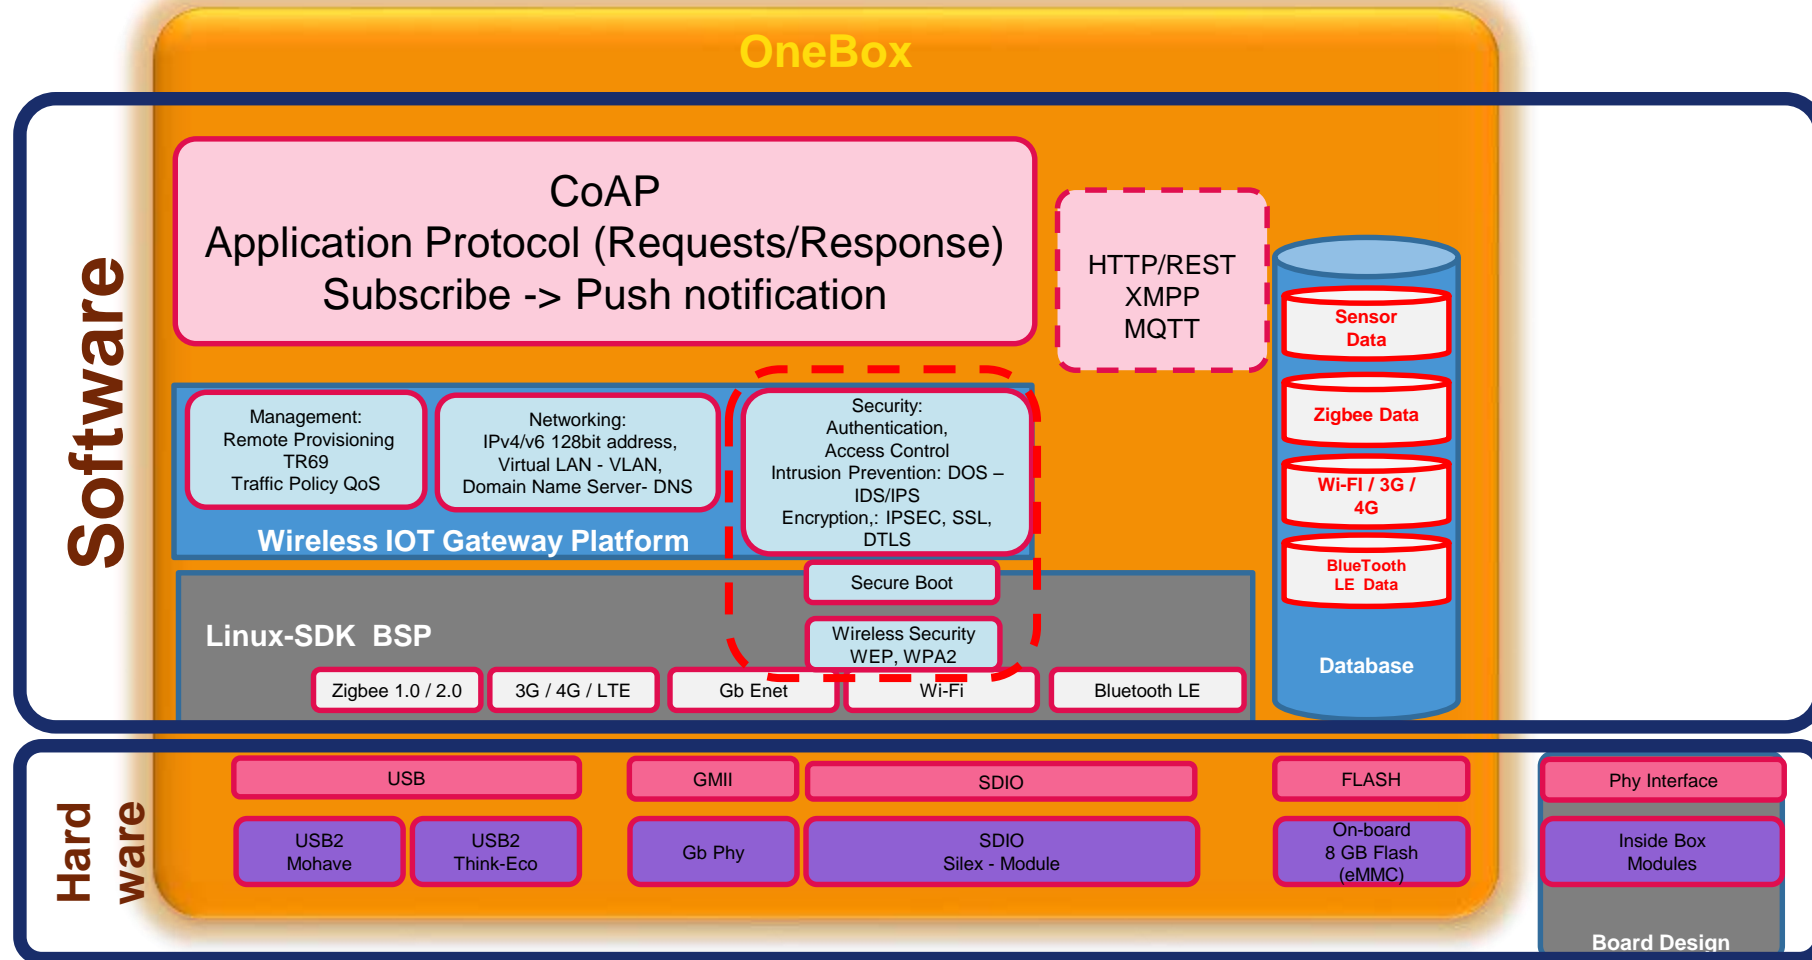 OneBox
Software
CoAP
Application Protocol (Requests/Response)
Subscribe -> Push notification
HTTP/REST
XMPP
MQTT
Sensor
Data
Zigbee Data
Wi-FI / 3G /
4G
BlueTooth
LE  Data
Database
Management:
Remote Provisioning
TR69
Traffic Policy QoS
Networking:
IPv4/v6 128bit address,
Virtual LAN - VLAN,
Domain Name Server- DNS
Security:
Authentication,
Access Control
Intrusion Prevention: DOS –
IDS/IPS
Encryption,: IPSEC, SSL,
DTLS
Wireless IOT Gateway Platform
Secure Boot
Linux-SDK  BSP
Wireless Security
WEP, WPA2
Zigbee 1.0 / 2.0
3G / 4G / LTE
Gb Enet
Wi-Fi
Bluetooth LE
Hard
ware
USB
GMII
SDIO
FLASH
Phy Interface
USB2
Mohave
USB2
Think-Eco
Gb Phy
SDIO
Silex - Module
On-board
8 GB Flash
(eMMC)
Inside Box
Modules
Board Design